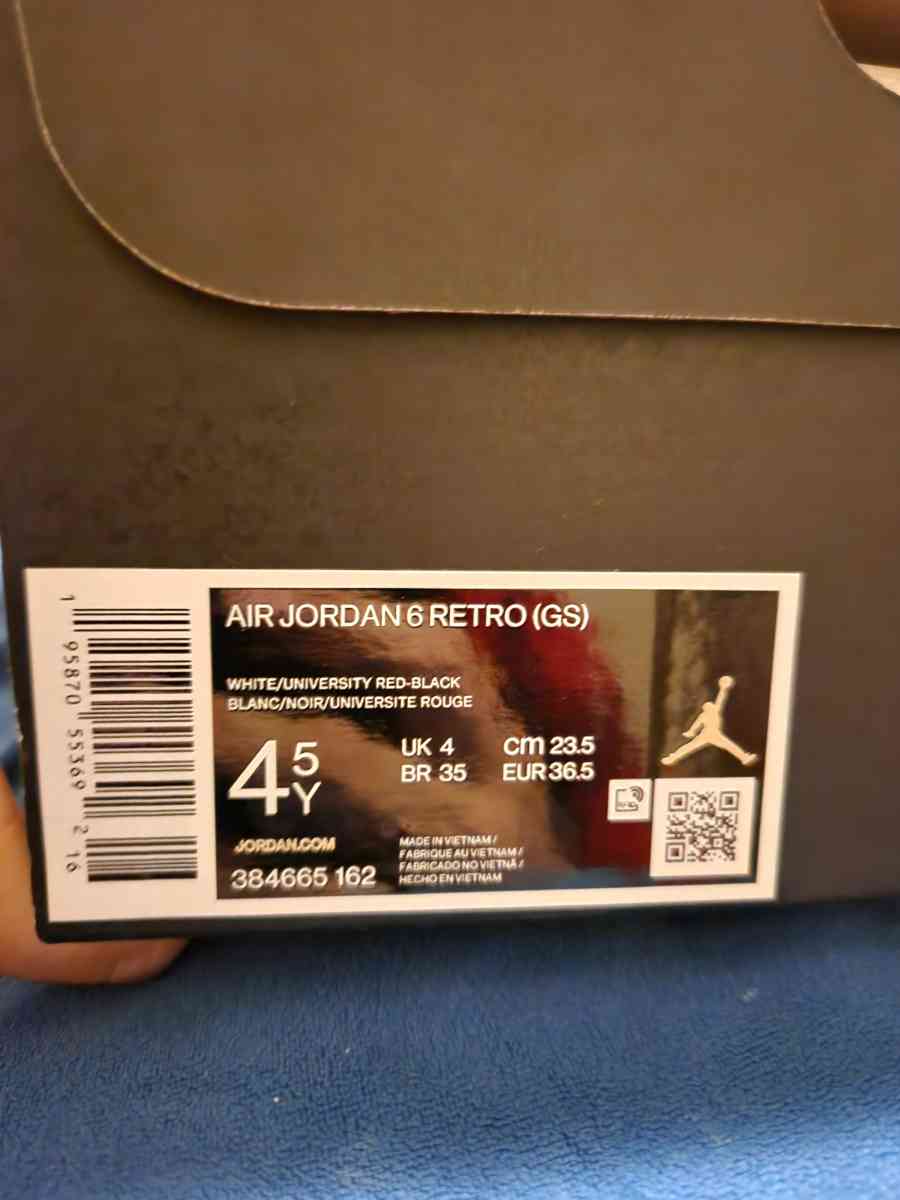 1 95870 55369 2 16
AIR JORDAN 6 RETRO (GS)
WHITE/UNIVERSITY RED-BLACK
BLANC/NOIR/UNIVERSITE ROUGE
4 5 Y
UK 4
BR 35
cm 23.5
EUR 36.5
RFID
JORDAN.COM
384665 162
MADE IN VIETNAM /
FABRIQUE AU VIETNAM /
FABRICADO NO VIETNÃ /
HECHO EN VIETNAM